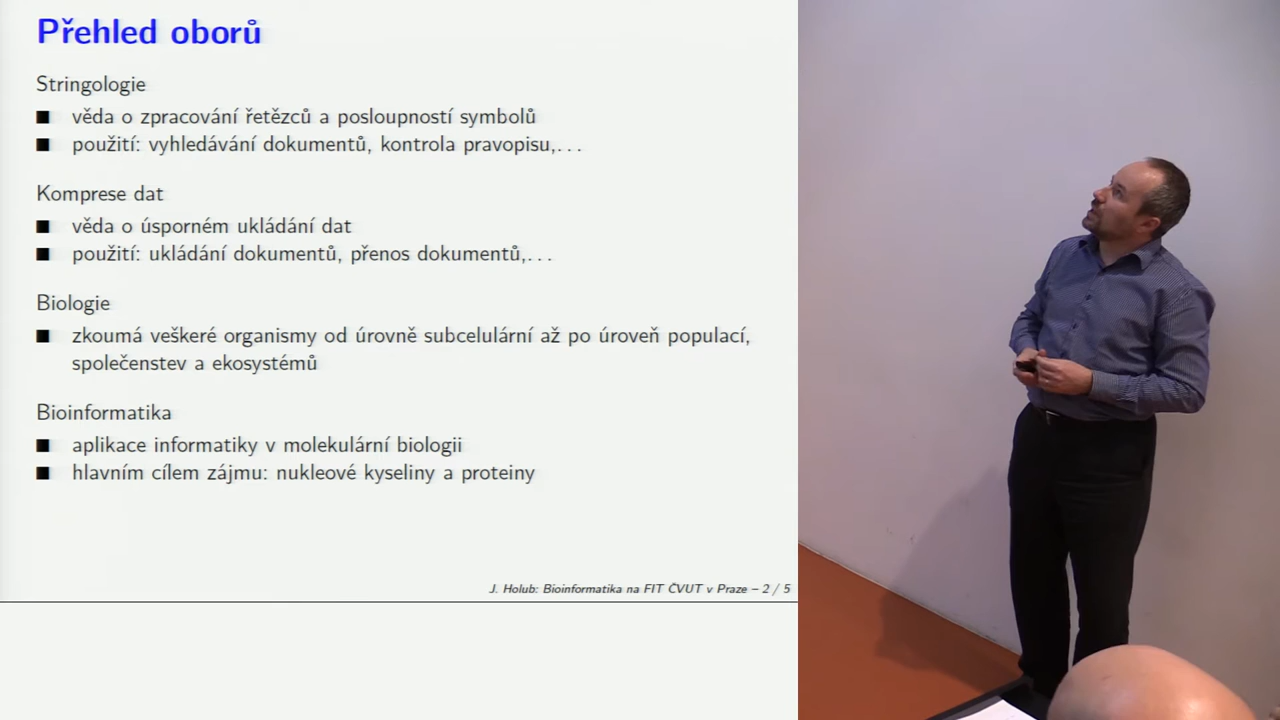 Přehled oborů
Stringologie
věda o zpracování řetězců a posloupností symbolů
použití: vyhledávání dokumentů, kontrola pravopisu,...
Komprese dat
věda o úsporném ukládání dat
použití: ukládání dokumentů, přenos dokumentů,...
Biologie
zkoumá veškeré organismy od úrovně subcelulární až po úroveň populací,
společenstev a ekosystémů
Bioinformatika
aplikace informatiky v molekulární biologii
hlavním cílem zájmu: nukleové kyseliny a proteiny
J. Holub: Bioinformatika na FIT ČVUT v Praze – 2 / 5